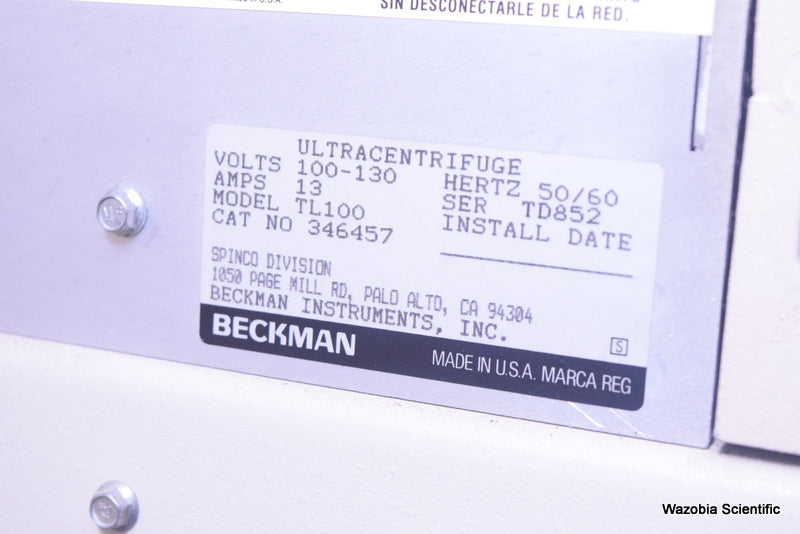 SIN DESCONECTARLE DE LA RED.
ULTRACENTRIFUGE
VOLTS 100-130 HERTZ 50/60
AMPS 13 SER TD852
MODEL TL100 INSTALL DATE
CAT NO 346457
SPINCO DIVISION
1050 PAGE MILL RD, PALO ALTO, CA 94304
BECKMAN INSTRUMENTS, INC.
S
BECKMAN MADE IN U.S.A. MARCA REG
Wazobia Scientific